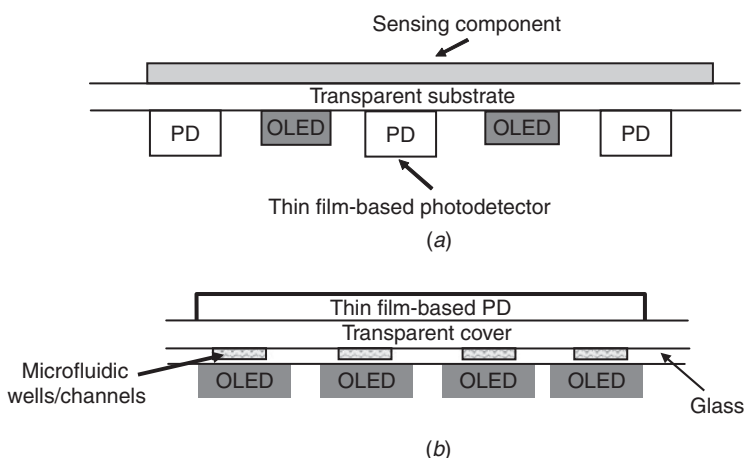 Sensing component
Transparent substrate
PD OLED PD OLED PD
Thin film-based photodetector
(a)
Thin film-based PD
Transparent cover
Microfluidic
wells/channels
OLED OLED OLED OLED
Glass
(b)